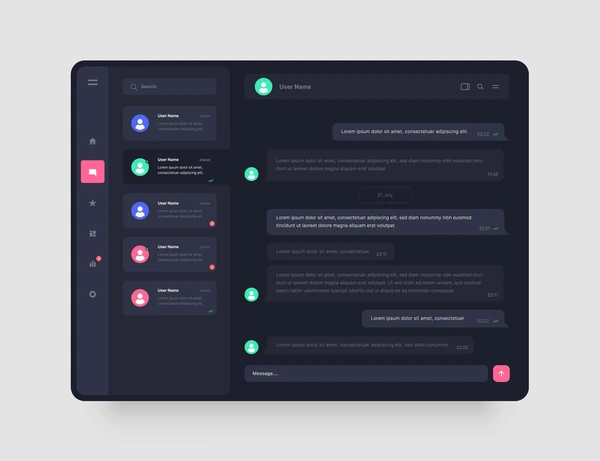 Search
User Name
Lorem ipsum dolor sit amet, consectetuer adipiscing elit.
User Name
Lorem ipsum dolor sit amet, consectetuer adipiscing elit.
User Name
Lorem ipsum dolor sit amet, consectetuer adipiscing elit.
User Name
Lorem ipsum dolor sit amet, consectetuer adipiscing elit.
User Name
Lorem ipsum dolor sit amet, consectetuer adipiscing elit.
User Name
Lorem ipsum dolor sit amet, consectetuer adipiscing elit.
22:20
Lorem ipsum dolor sit amet, consectetuer adipiscing elit, sed diam nonummy nibh euismod
tincidunt ut laoreet dolore magna aliquam erat volutpat.
21 July
Lorem ipsum dolor sit amet, consectetuer adipiscing elit, sed diam nonummy nibh euismod
tincidunt ut laoreet dolore magna aliquam erat volutpat.
Lorem ipsum dolor sit amet, consectetuer
22:11
Lorem ipsum dolor sit amet, consectetuer adipiscing elit, sed diam nonummy nibh euismod
tincidunt ut laoreet dolore magna aliquam erat volutpat. Ut wisi enim ad minim veniam, quis
nostrud exerci tation ullamcorper suscipit lobortis nisl ut aliquip ex ea commodo consequat.
22:11
Lorem ipsum dolor sit amet, consectetuer
22:22
Lorem ipsum dolor sit amet, consectetuer adipiscing elit, sed diam nonummy
22:22
Message...